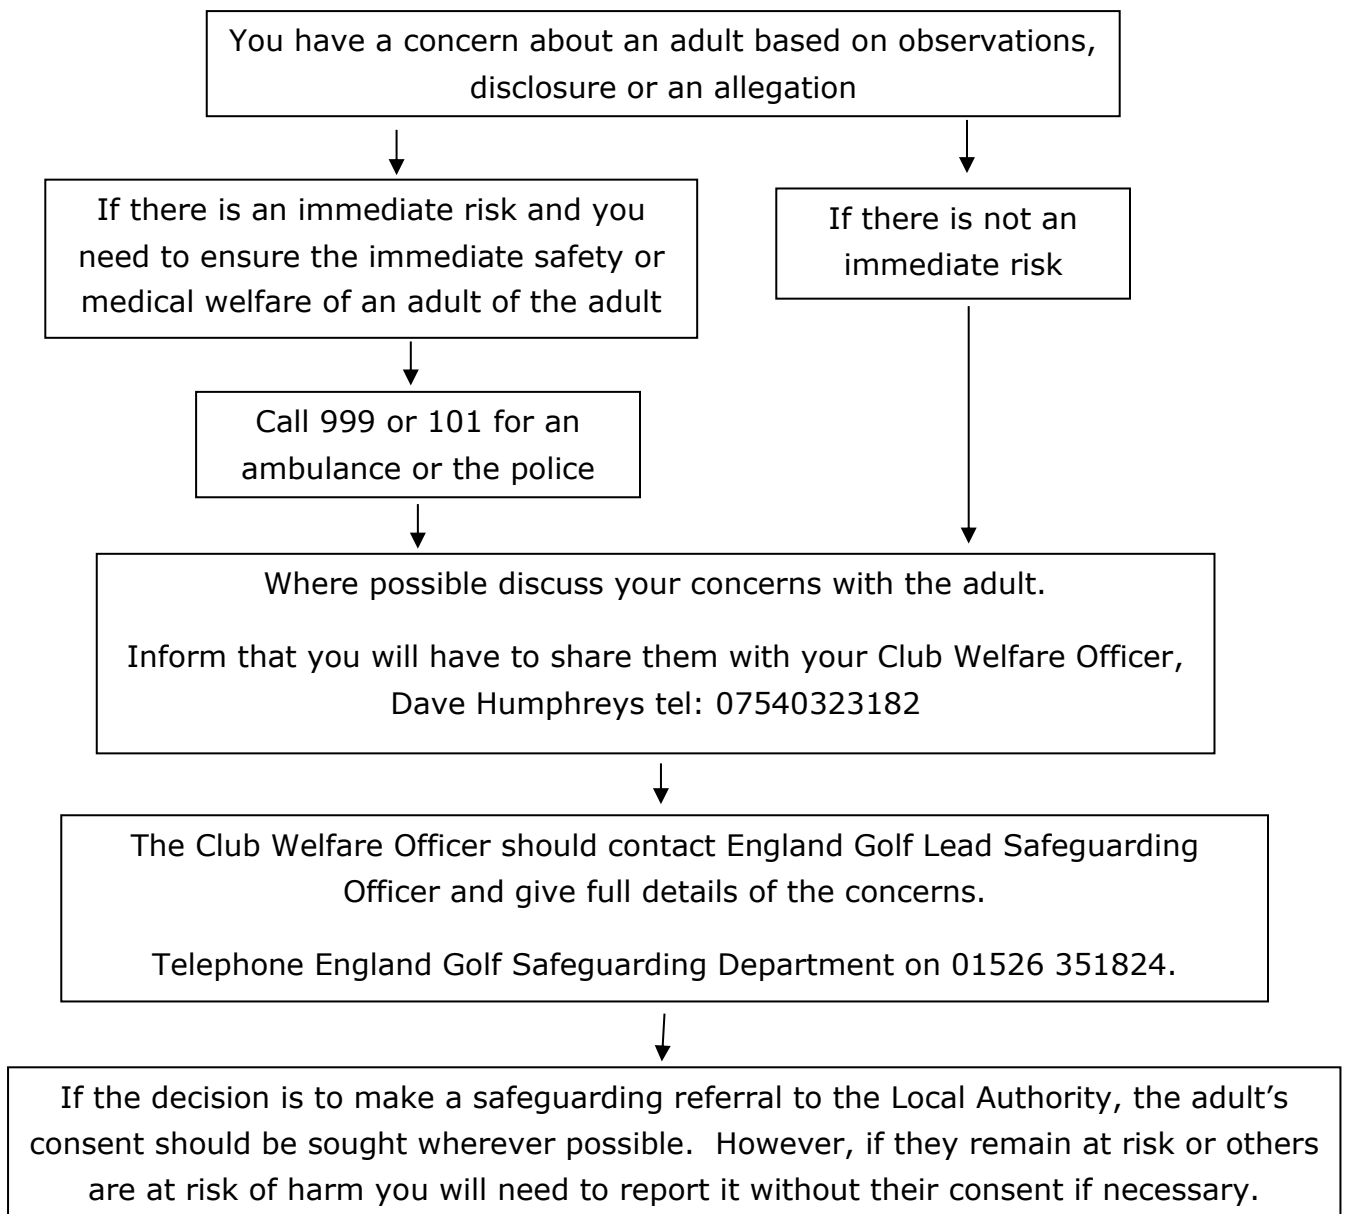 You have a concern about an adult based on observations,
disclosure or an allegation
If there is an immediate risk and you
need to ensure the immediate safety or
medical welfare of an adult of the adult
If there is not an
immediate risk
Call 999 or 101 for an
ambulance or the police
Where possible discuss your concerns with the adult.
Inform that you will have to share them with your Club Welfare Officer,
Dave Humphreys tel: 07540323182
The Club Welfare Officer should contact England Golf Lead Safeguarding
Officer and give full details of the concerns.
Telephone England Golf Safeguarding Department on 01526 351824.
If the decision is to make a safeguarding referral to the Local Authority, the adult’s
consent should be sought wherever possible.  However, if they remain at risk or others
are at risk of harm you will need to report it without their consent if necessary.